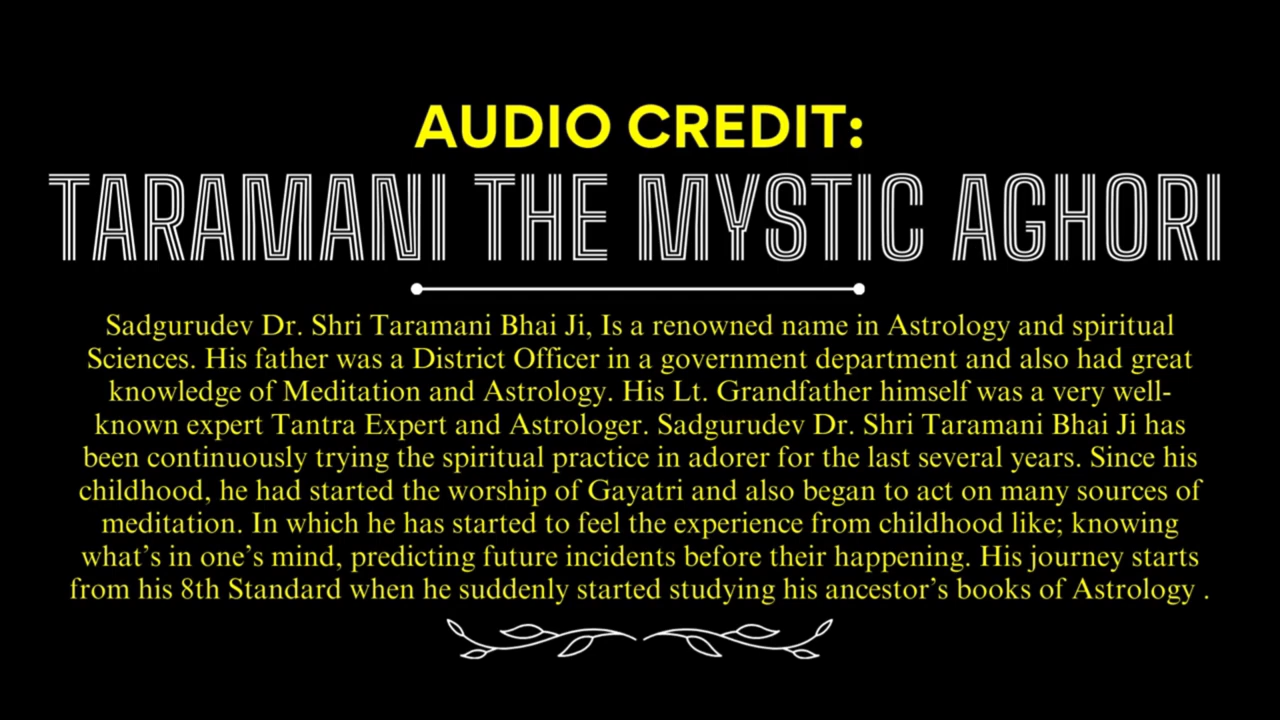 AUDIO CREDIT:
TARAMANI THE MYSTIC AGHORI
Sadgurudev Dr. Shri Taramani Bhai Ji, Is a renowned name in Astrology and spiritual
Sciences. His father was a District Officer in a government department and also had great
knowledge of Meditation and Astrology. His Lt. Grandfather himself was a very well-
known expert Tantra Expert and Astrologer. Sadgurudev Dr. Shri Taramani Bhai Ji has
been continuously trying the spiritual practice in adorer for the last several years. Since his
childhood, he had started the worship of Gayatri and also began to act on many sources of
meditation. In which he has started to feel the experience from childhood like; knowing
what’s in one’s mind, predicting future incidents before their happening. His journey starts
from his 8th Standard when he suddenly started studying his ancestor’s books of Astrology .